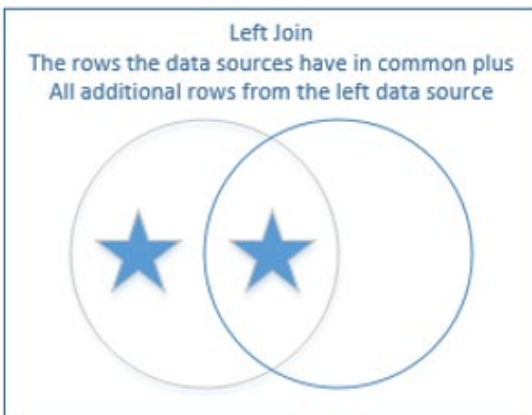 Left Join
The rows the data sources have in common plus
All additional rows from the left data source